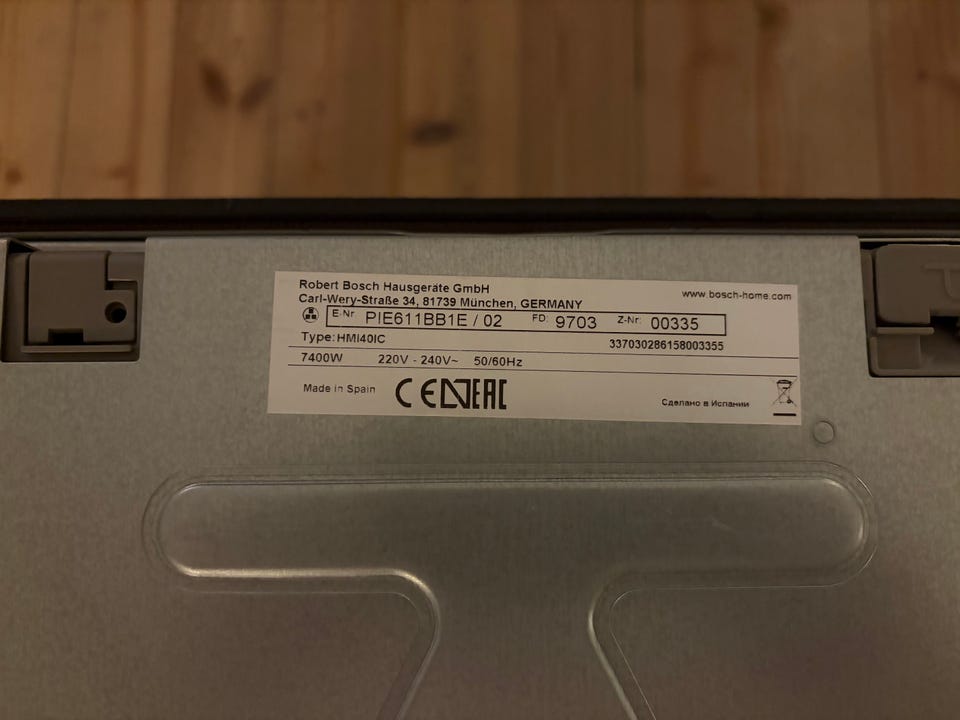 Robert Bosch Hausgeräte GmbH
www.bosch-home.com
Carl-Wery-Straße 34, 81739 München, GERMANY
E-Nr. PIE611BB1E / 02 FD: 9703 Z-Nr: 00335
Type: HMI40IC
337030286158003355
7400W 220V - 240V~ 50/60Hz
Made in Spain CE EAC
Сделано в Испании